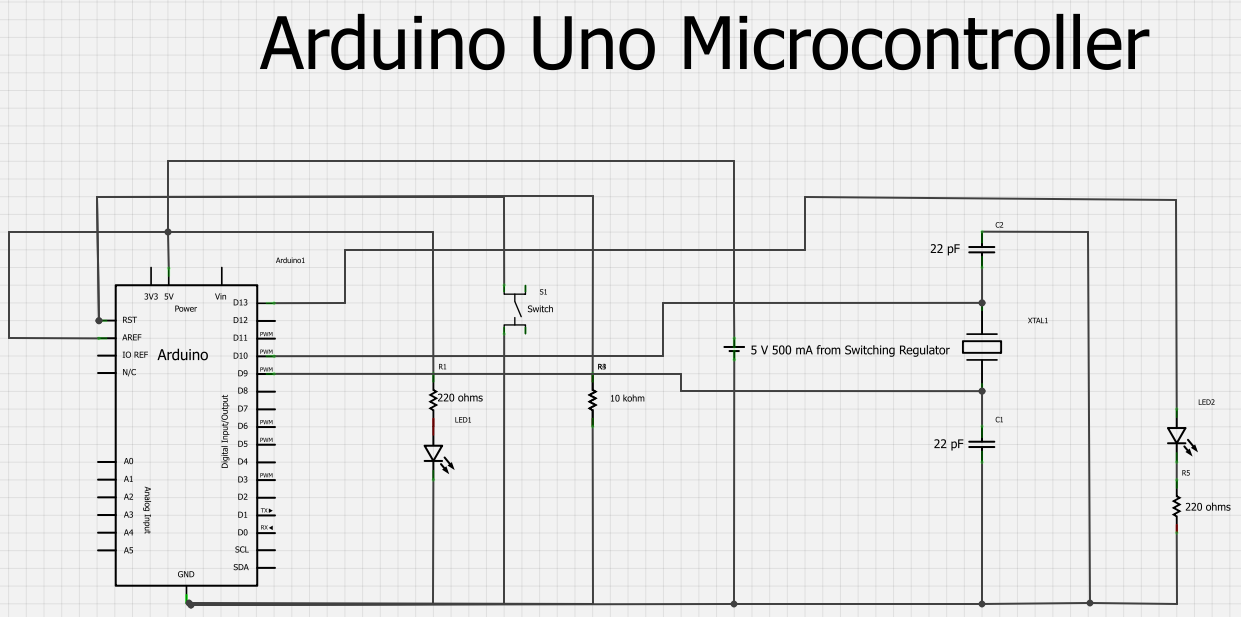 Arduino Uno Microcontroller
C2
22 pF
Arduino1
3V3 5V Vin
Power
D13
S1
Switch
RST
D12
XTAL1
AREF
D11
PWM
IO REF
Arduino
D10
PWM
5 V 500 mA from Switching Regulator
N/C
D9
PWM
R1
D8
220 ohms
10 kohm
LED2
D7
LED1
C1
D6
PWM
Digital Input/Output
D5
PWM
22 pF
A0
D4
A1
D3
PWM
R5
A2
D2
Analog Input
A3
D1
TX▶
220 ohms
A4
D0
RX◀
A5
SCL
SDA
GND